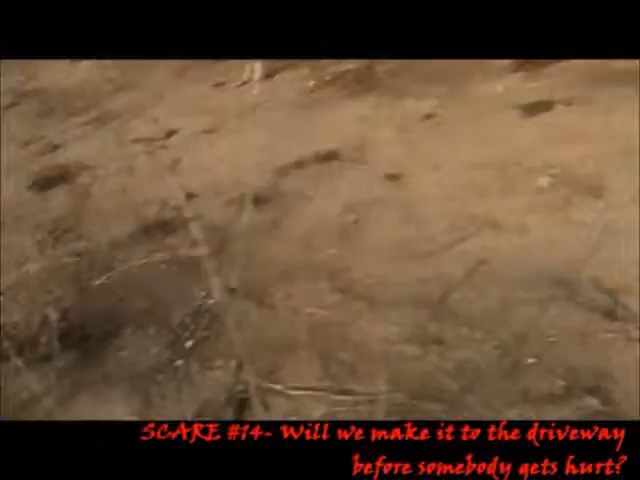 SCARE #14- Will we make it to the driveway
before somebody gets hurt?